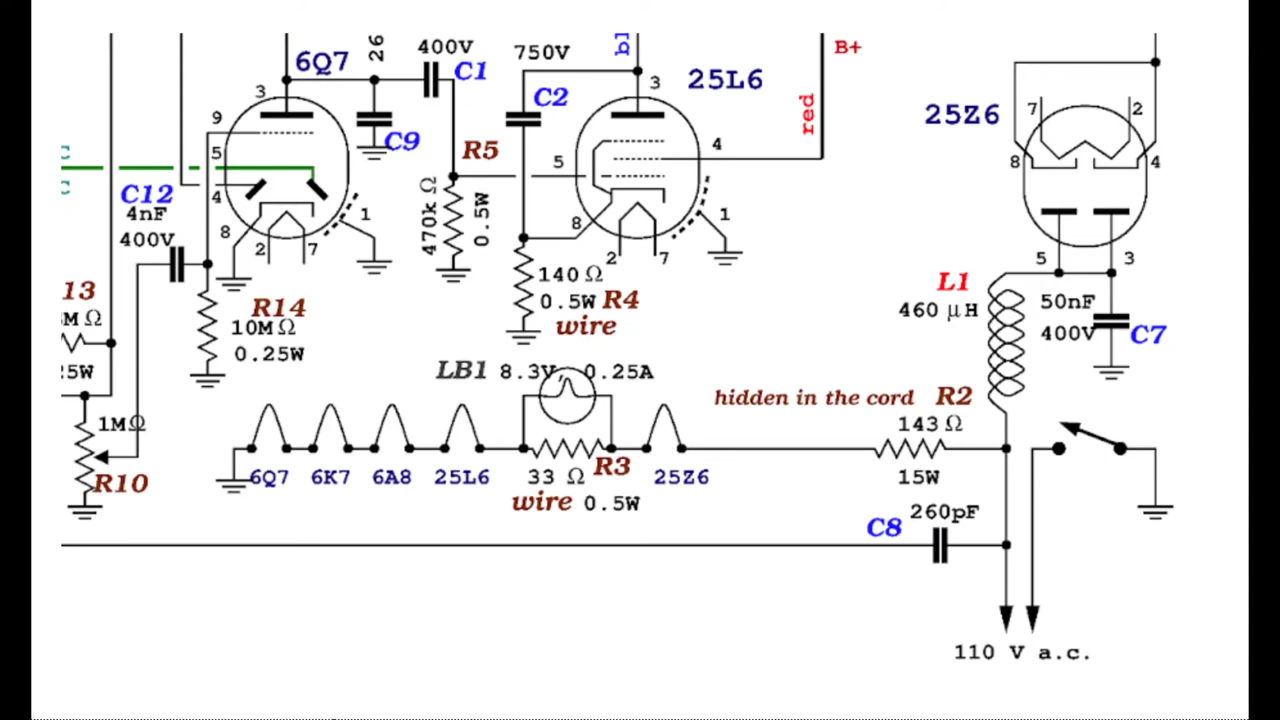 26
400V
C1
750V
bl
B+
6Q7
3
C2
3
25L6
red
9
C9
R5
4
25Z6
7
2
8
4
5
5
C
C
4
C12
4nF
400V
8
2
7
1
470k Ω
0.5W
8
2
7
1
5
3
13
MΩ
25W
R14
10MΩ
0.25W
140 Ω
0.5W R4
wire
L1
460 µH
50nF
400V
C7
LB1 8.3V, 0.25A
hidden in the cord R2
143 Ω
15W
1MΩ
R10
6Q7 6K7 6A8 25L6
33 Ω R3
wire 0.5W
25Z6
C8
260pF
110 V a.c.